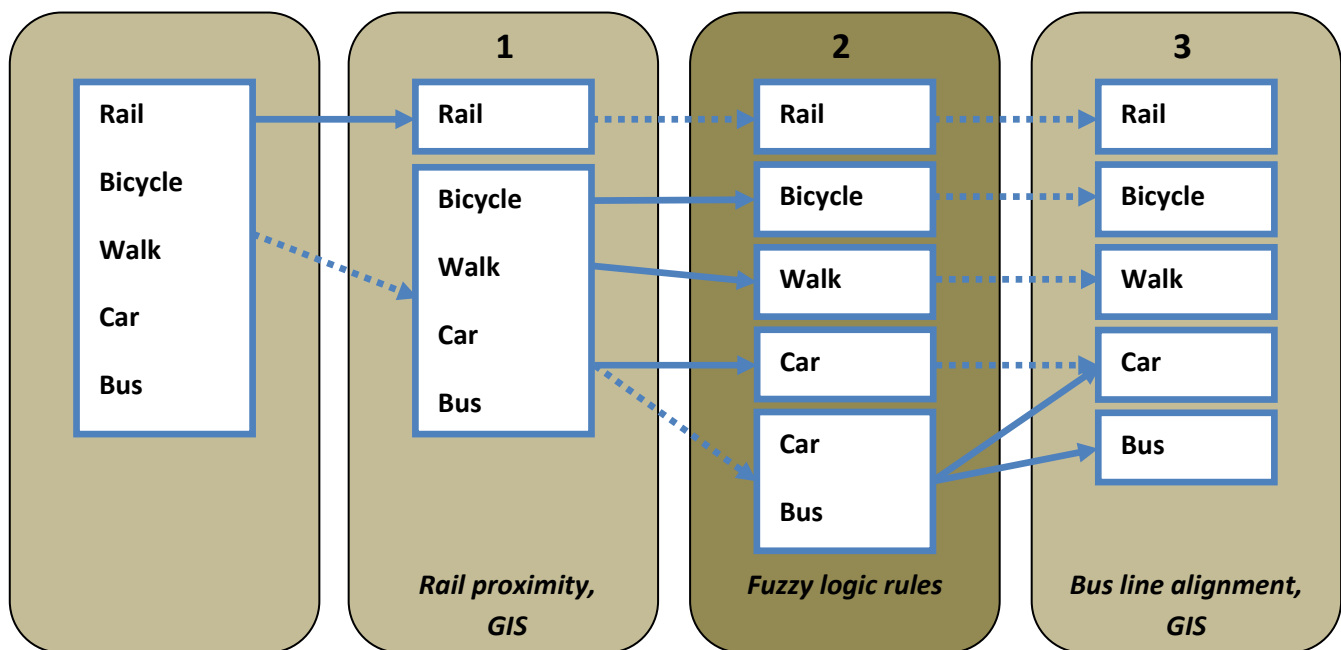 Rail
Bicycle
Walk
Car
Bus
1
Rail
Bicycle
Walk
Car
Bus
Rail proximity,
GIS
2
Rail
Bicycle
Walk
Car
Car
Bus
Fuzzy logic rules
3
Rail
Bicycle
Walk
Car
Bus
Bus line alignment,
GIS